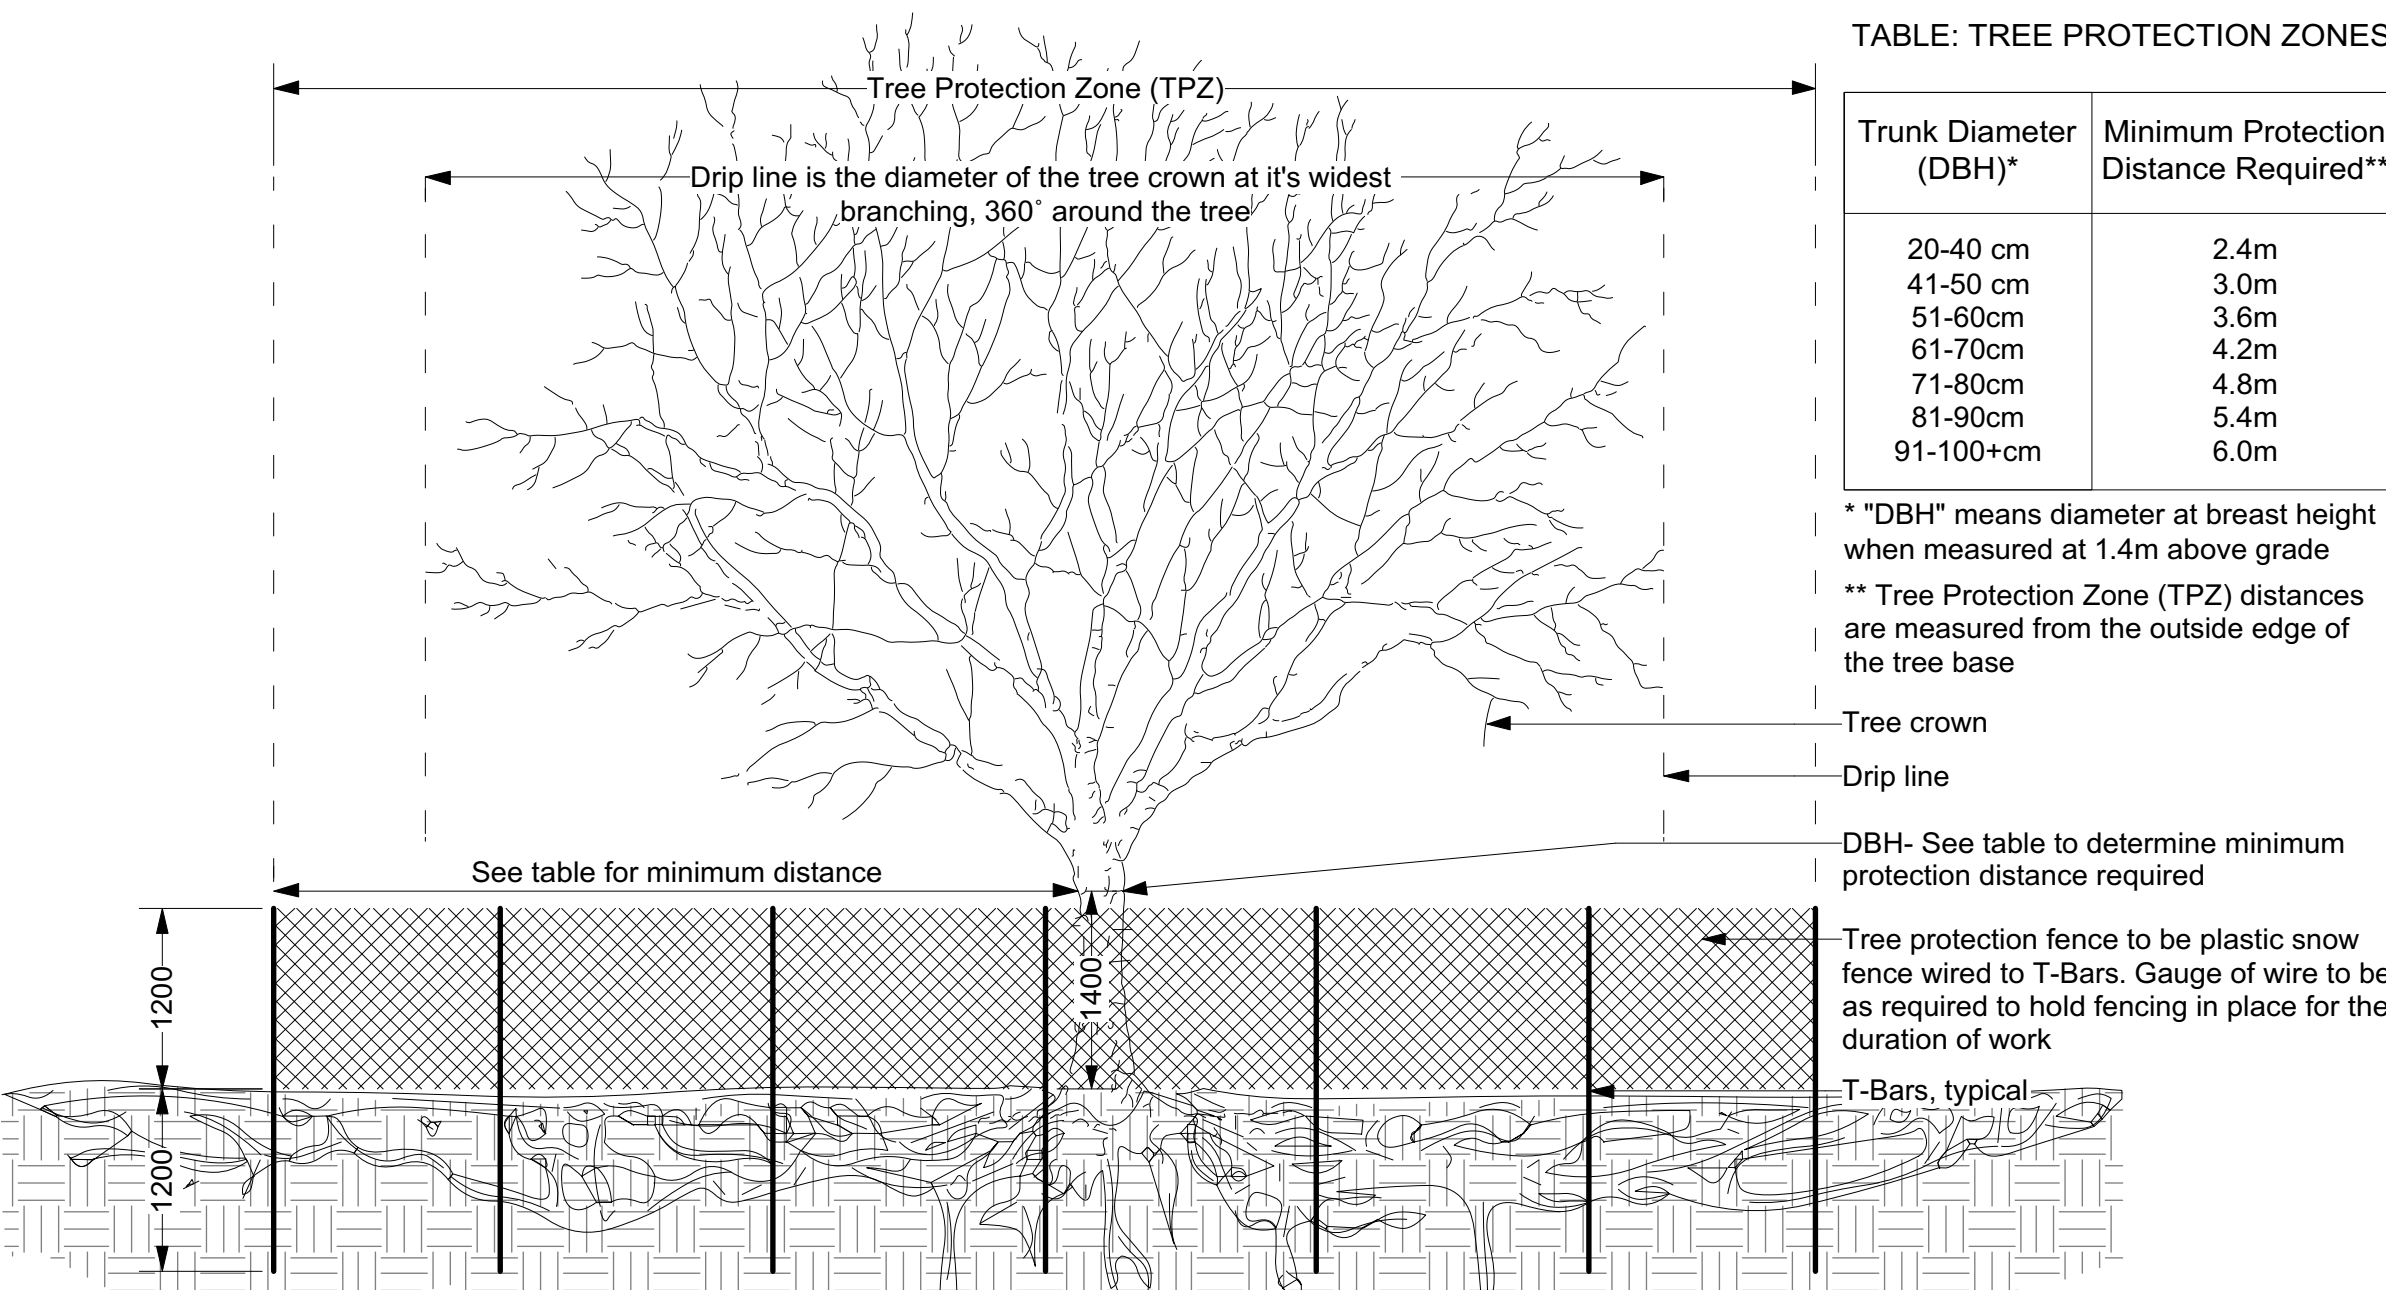 TABLE: TREE PROTECTION ZONES
Tree Protection Zone (TPZ)
Drip line is the diameter of the tree crown at it's widest
branching, 360˚ around the tree
Trunk Diameter
(DBH)*
Minimum Protection
Distance Required**
20-40 cm 2.4m
41-50 cm 3.0m
51-60cm 3.6m
61-70cm 4.2m
71-80cm 4.8m
81-90cm 5.4m
91-100+cm 6.0m
* "DBH" means diameter at breast height
when measured at 1.4m above grade
** Tree Protection Zone (TPZ) distances
are measured from the outside edge of
the tree base
Tree crown
Drip line
DBH- See table to determine minimum
protection distance required
See table for minimum distance
Tree protection fence to be plastic snow
fence wired to T-Bars. Gauge of wire to be
as required to hold fencing in place for the
duration of work
T-Bars, typical
1200
1400
1200